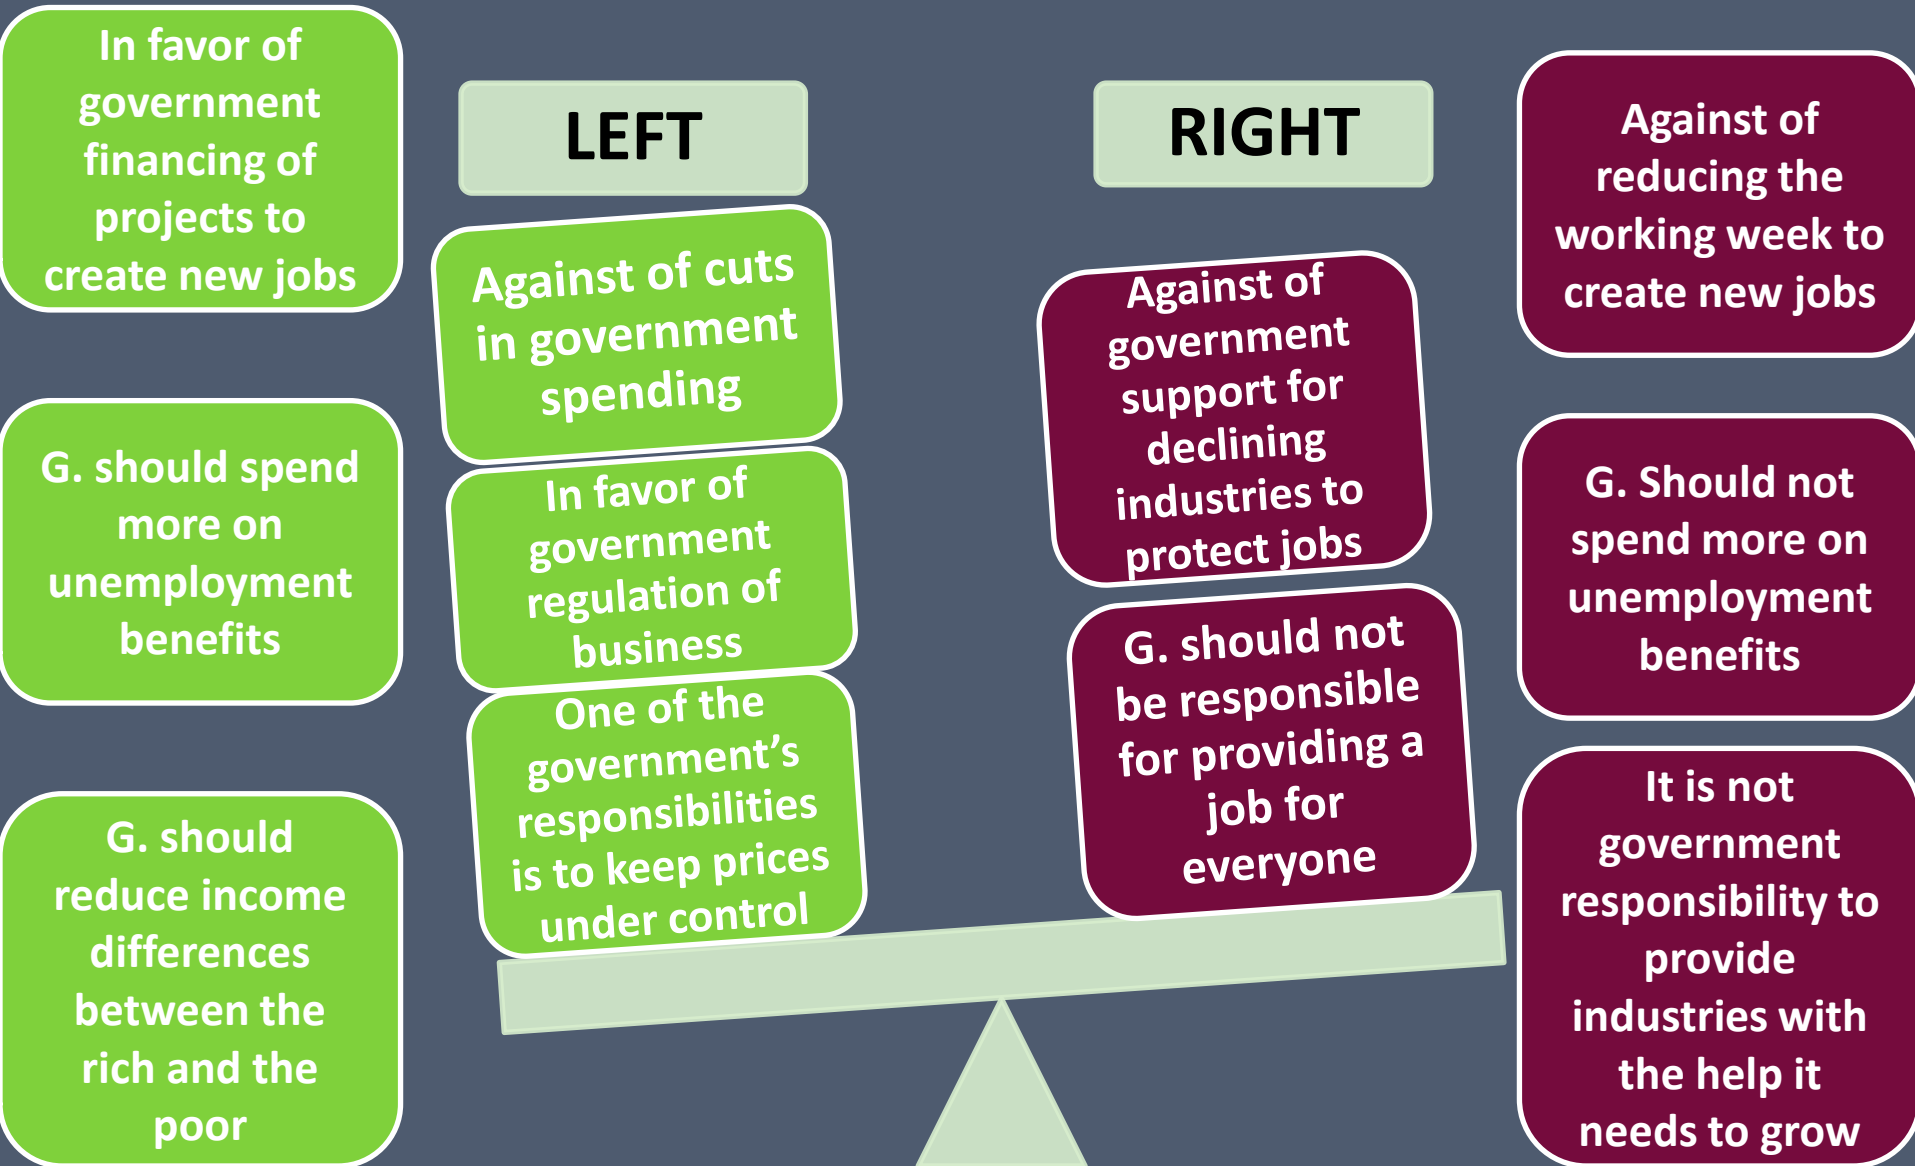 In favor of
government
financing of
projects to
create new jobs
G. should spend
more on
unemployment
benefits
G. should
reduce income
differences
between the
rich and the
poor
LEFT
Against of cuts
in government
spending
In favor of
government
regulation of
business
One of the
government’s
responsibilities
is to keep prices
under control
RIGHT
Against of
government
support for
declining
industries to
protect jobs
G. should not
be responsible
for providing a
job for
everyone
Against of
reducing the
working week to
create new jobs
G. Should not
spend more on
unemployment
benefits
It is not
government
responsibility to
provide
industries with
the help it
needs to grow